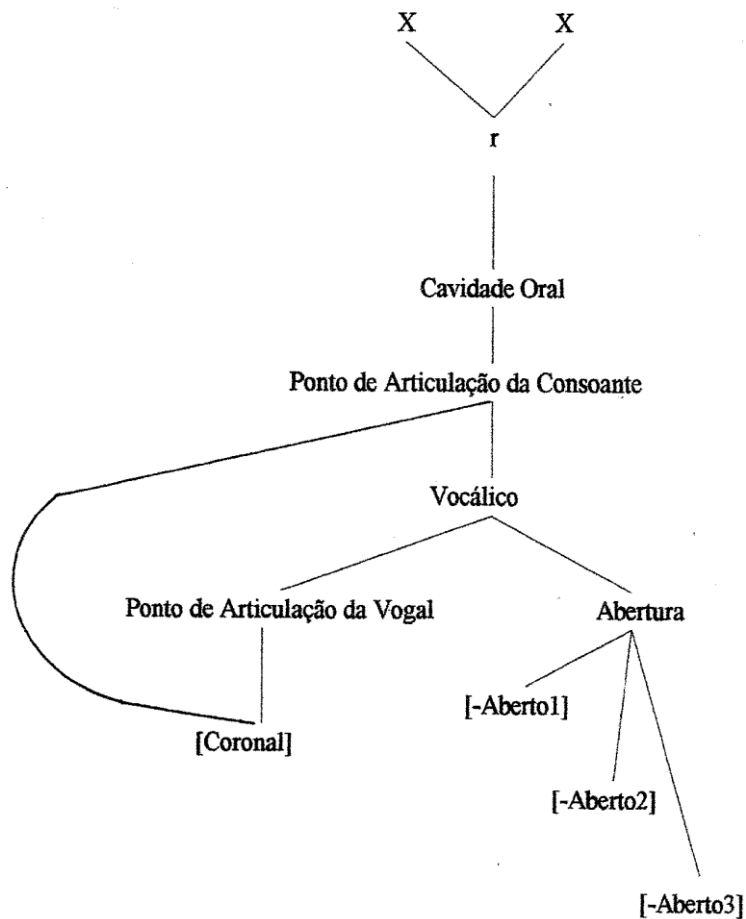 X X
r
Cavidade Oral
Ponto de Articulação da Consoante
Vocálico
Ponto de Articulação da Vogal Abertura
[-Aberto1]
[Coronal]
[-Aberto2]
[-Aberto3]